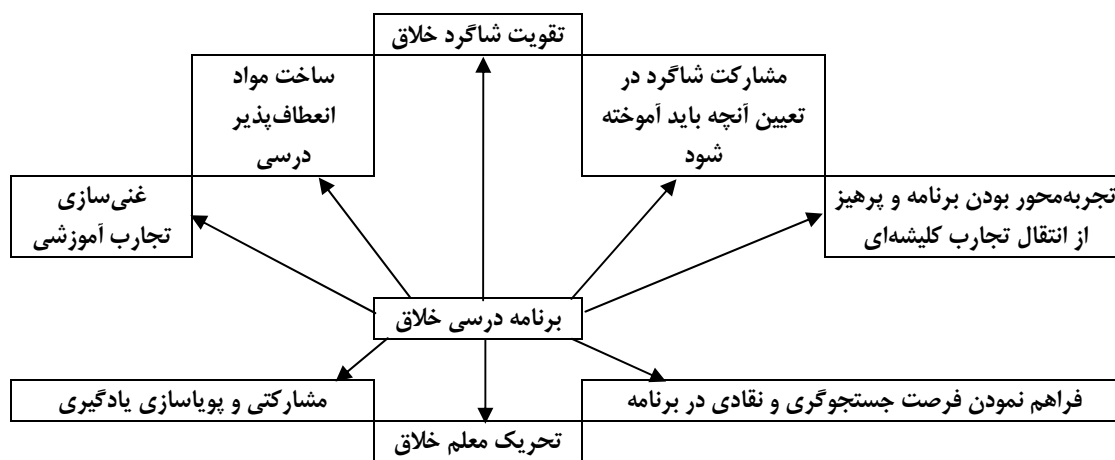 تقویت شاگرد خلاق
مشارکت شاگرد در
تعیین آنچه باید آموخته
شود
ساخت مواد
انعطاف‌پذیر
درسی
تجربه‌محور بودن برنامه و پرهیز
از انتقال تجارب کلیشه‌ای
غنی‌سازی
تجارب آموزشی
برنامه درسی خلاق
فراهم نمودن فرصت جستجوگری و نقادی در برنامه
مشارکتی و پویاسازی یادگیری
تحریک معلم خلاق